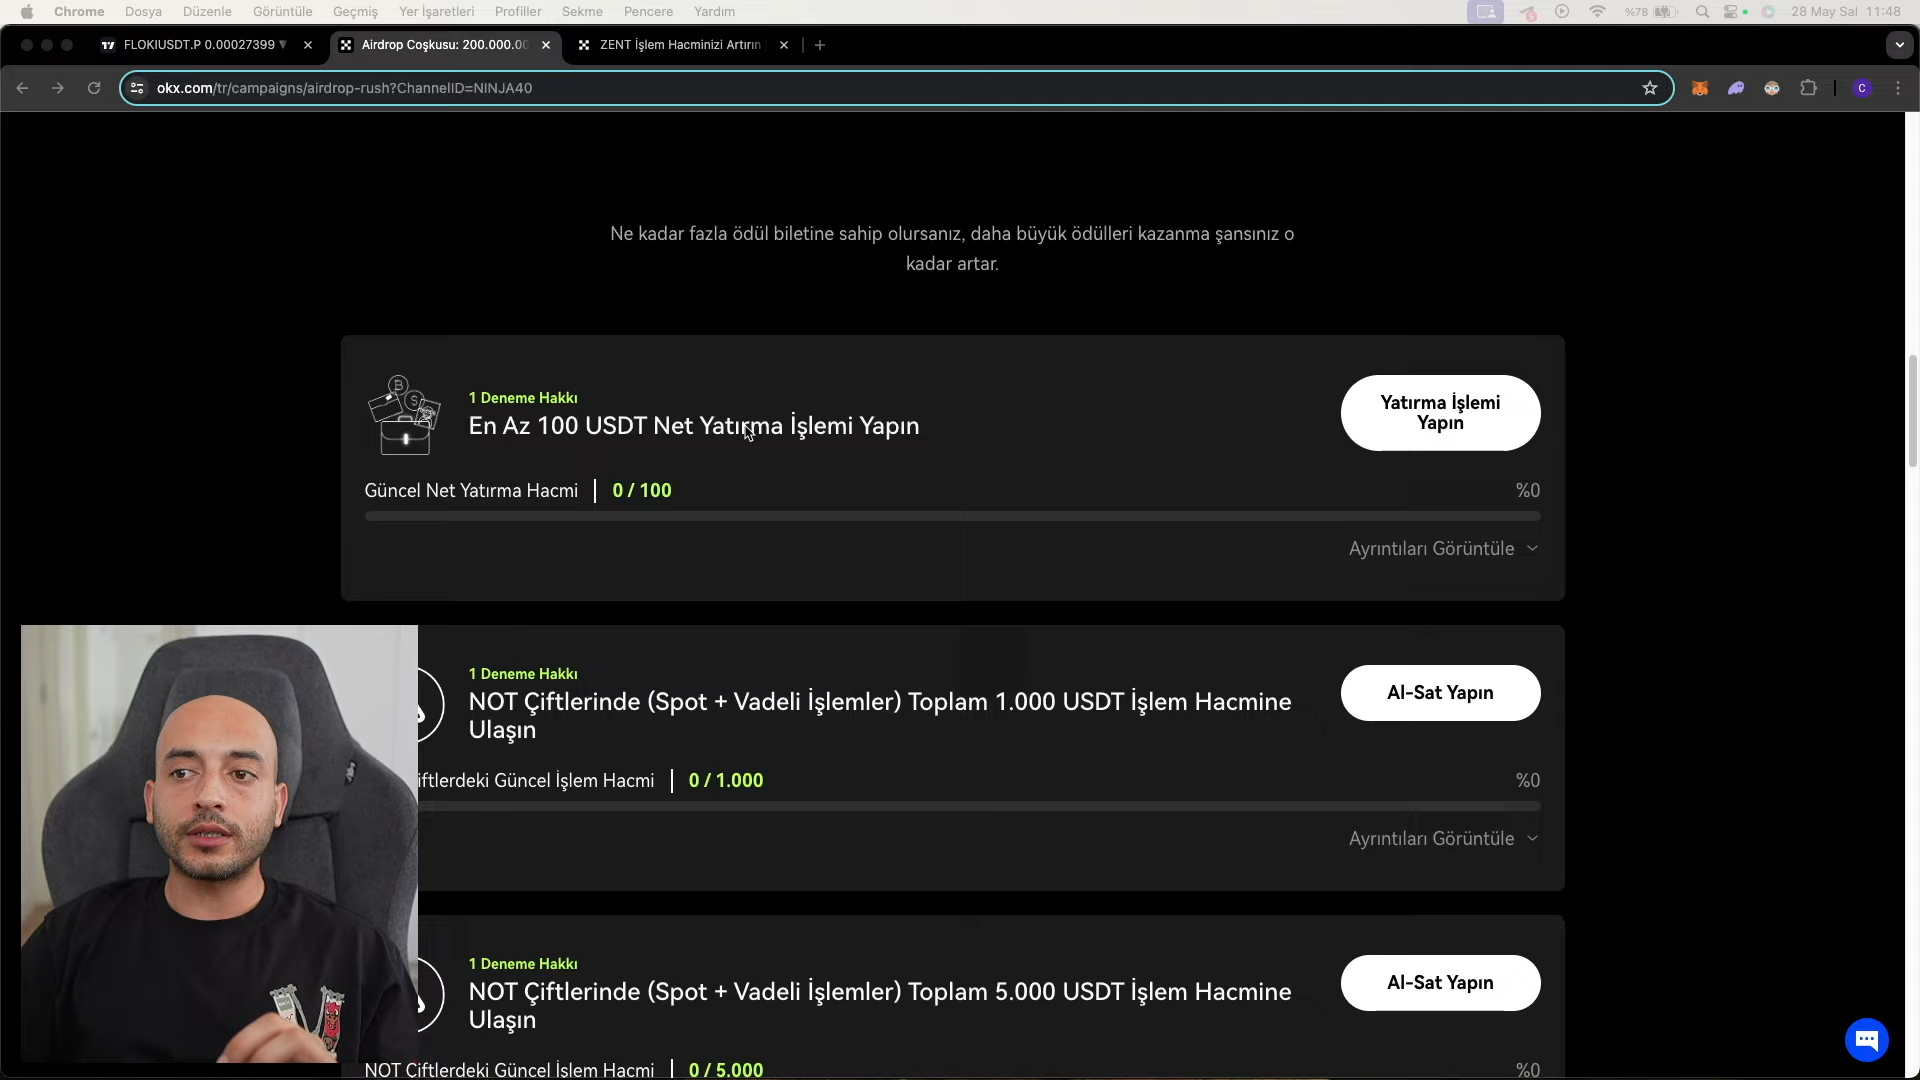 Chrome Dosya Düzenle Görüntüle Geçmiş Yer İşaretleri Profiller Sekme Pencere Yardım %78 28 May Sal 11:48
FLOKIUSDT.P 0.00027399 Airdrop Coşkusu: 200.000.00 ZENT İşlem Hacminizi Artırın
okx.com/tr/campaigns/airdrop-rush?ChannelID=NINJA40 C
Ne kadar fazla ödül biletine sahip olursanız, daha büyük ödülleri kazanma şansınız o
kadar artar.
1 Deneme Hakkı
En Az 100 USDT Net Yatırma İşlemi Yapın
Yatırma İşlemi
Yapın
Güncel Net Yatırma Hacmi 0 / 100 %0
Ayrıntıları Görüntüle
1 Deneme Hakkı
NOT Çiftlerinde (Spot + Vadeli İşlemler) Toplam 1.000 USDT İşlem Hacmine
Ulaşın
Al-Sat Yapın
iftlerdeki Güncel İşlem Hacmi 0 / 1.000 %0
Ayrıntıları Görüntüle
1 Deneme Hakkı
NOT Çiftlerinde (Spot + Vadeli İşlemler) Toplam 5.000 USDT İşlem Hacmine
Ulaşın
Al-Sat Yapın
NOT Çiftlerdeki Güncel İşlem Hacmi 0 / 5.000 %0